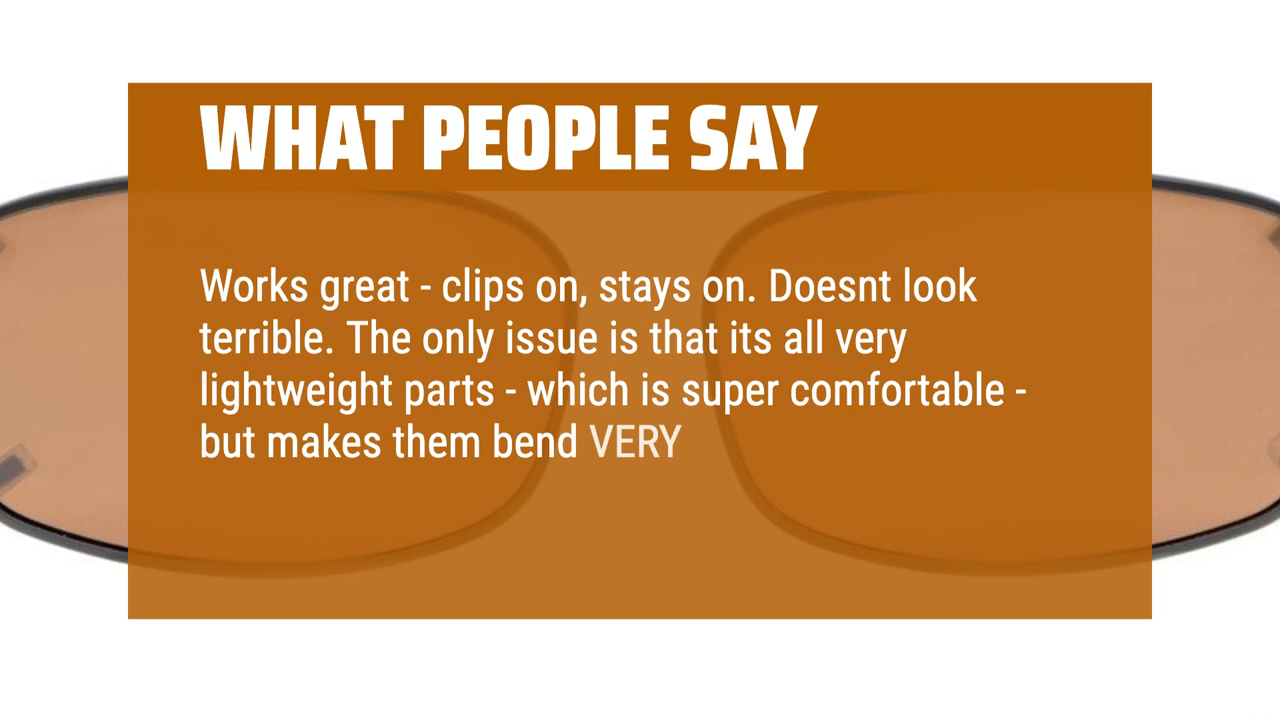 WHAT PEOPLE SAY
Works great - clips on, stays on. Doesnt look
terrible. The only issue is that its all very
lightweight parts - which is super comfortable -
but makes them bend VERY